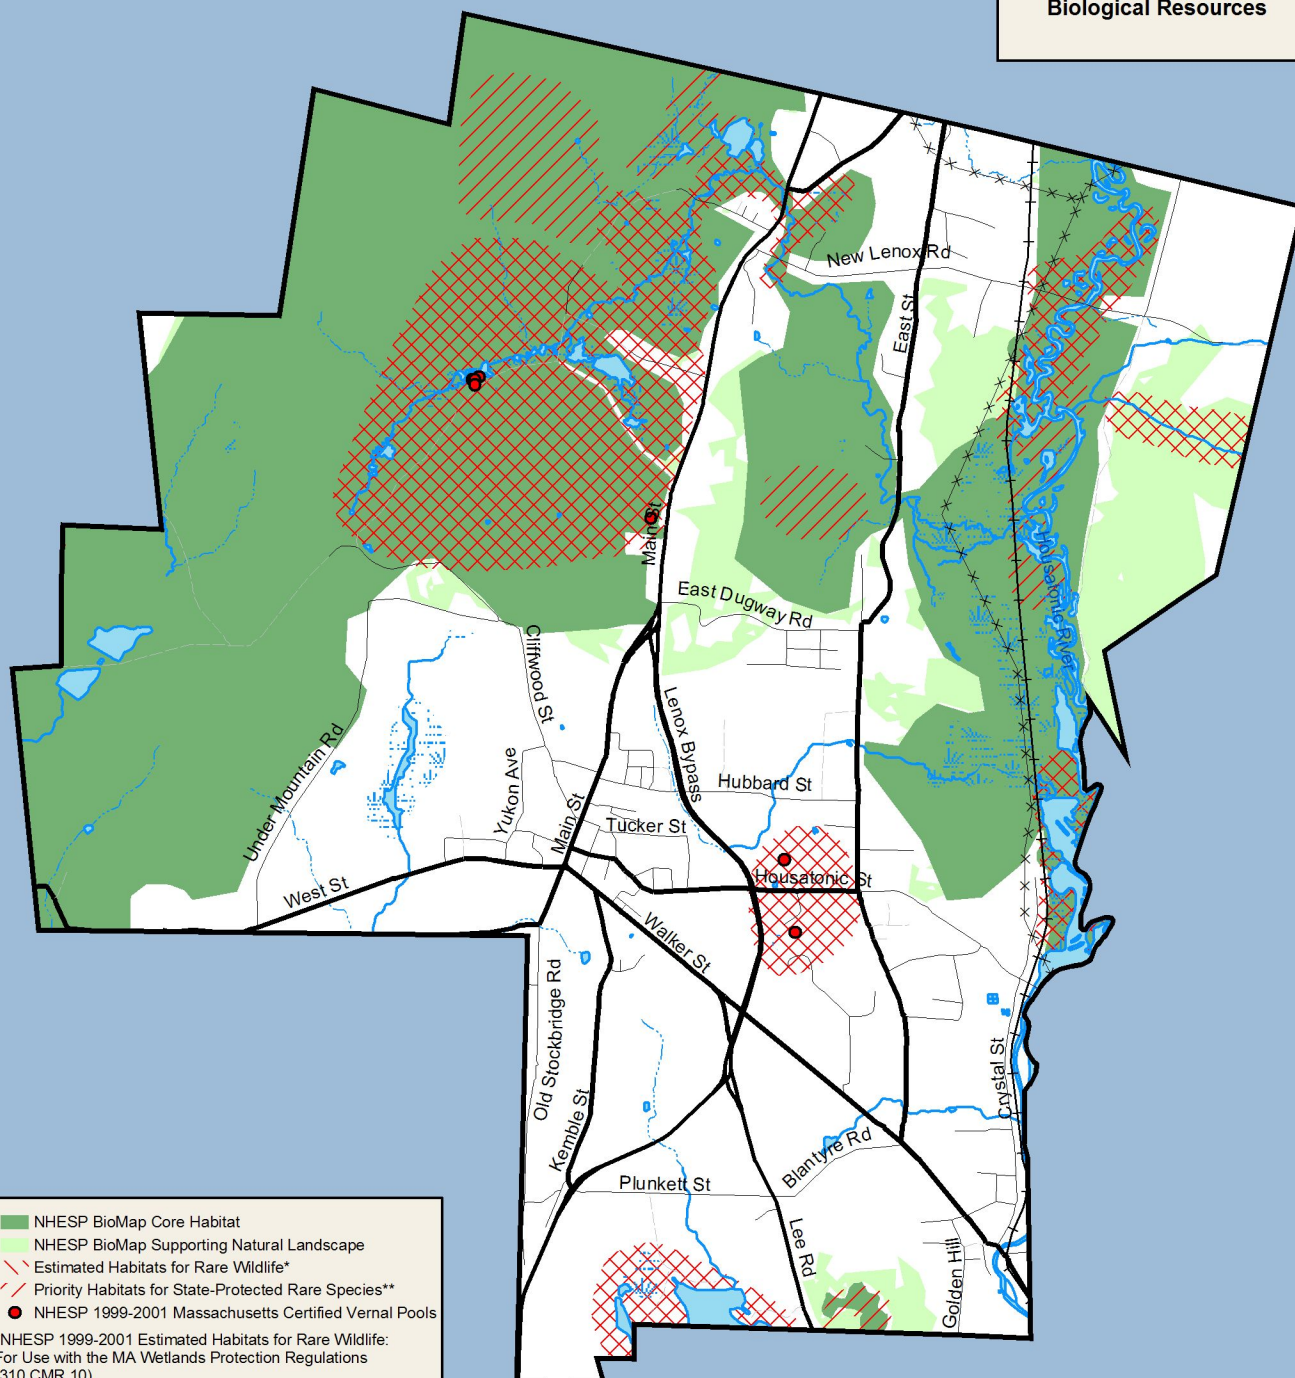 Biological Resources
New Lenox Rd
East St
Main St
Housatonic River
East Dugway Rd
Cliffwood St
Lenox Bypass
Under Mountain Rd
Yukon Ave
Hubbard St
Main St
Tucker St
West St
Housatonic St
Walker St
Old Stockbridge Rd
Crystal St
Kemble St
Blantyre Rd
Plunkett St
Lee Rd
Golden Hill
NHESP BioMap Core Habitat
NHESP BioMap Supporting Natural Landscape
Estimated Habitats for Rare Wildlife*
Priority Habitats for State-Protected Rare Species**
NHESP 1999-2001 Massachusetts Certified Vernal Pools
NHESP 1999-2001 Estimated Habitats for Rare Wildlife:
For Use with the MA Wetlands Protection Regulations
310 CMR 10)